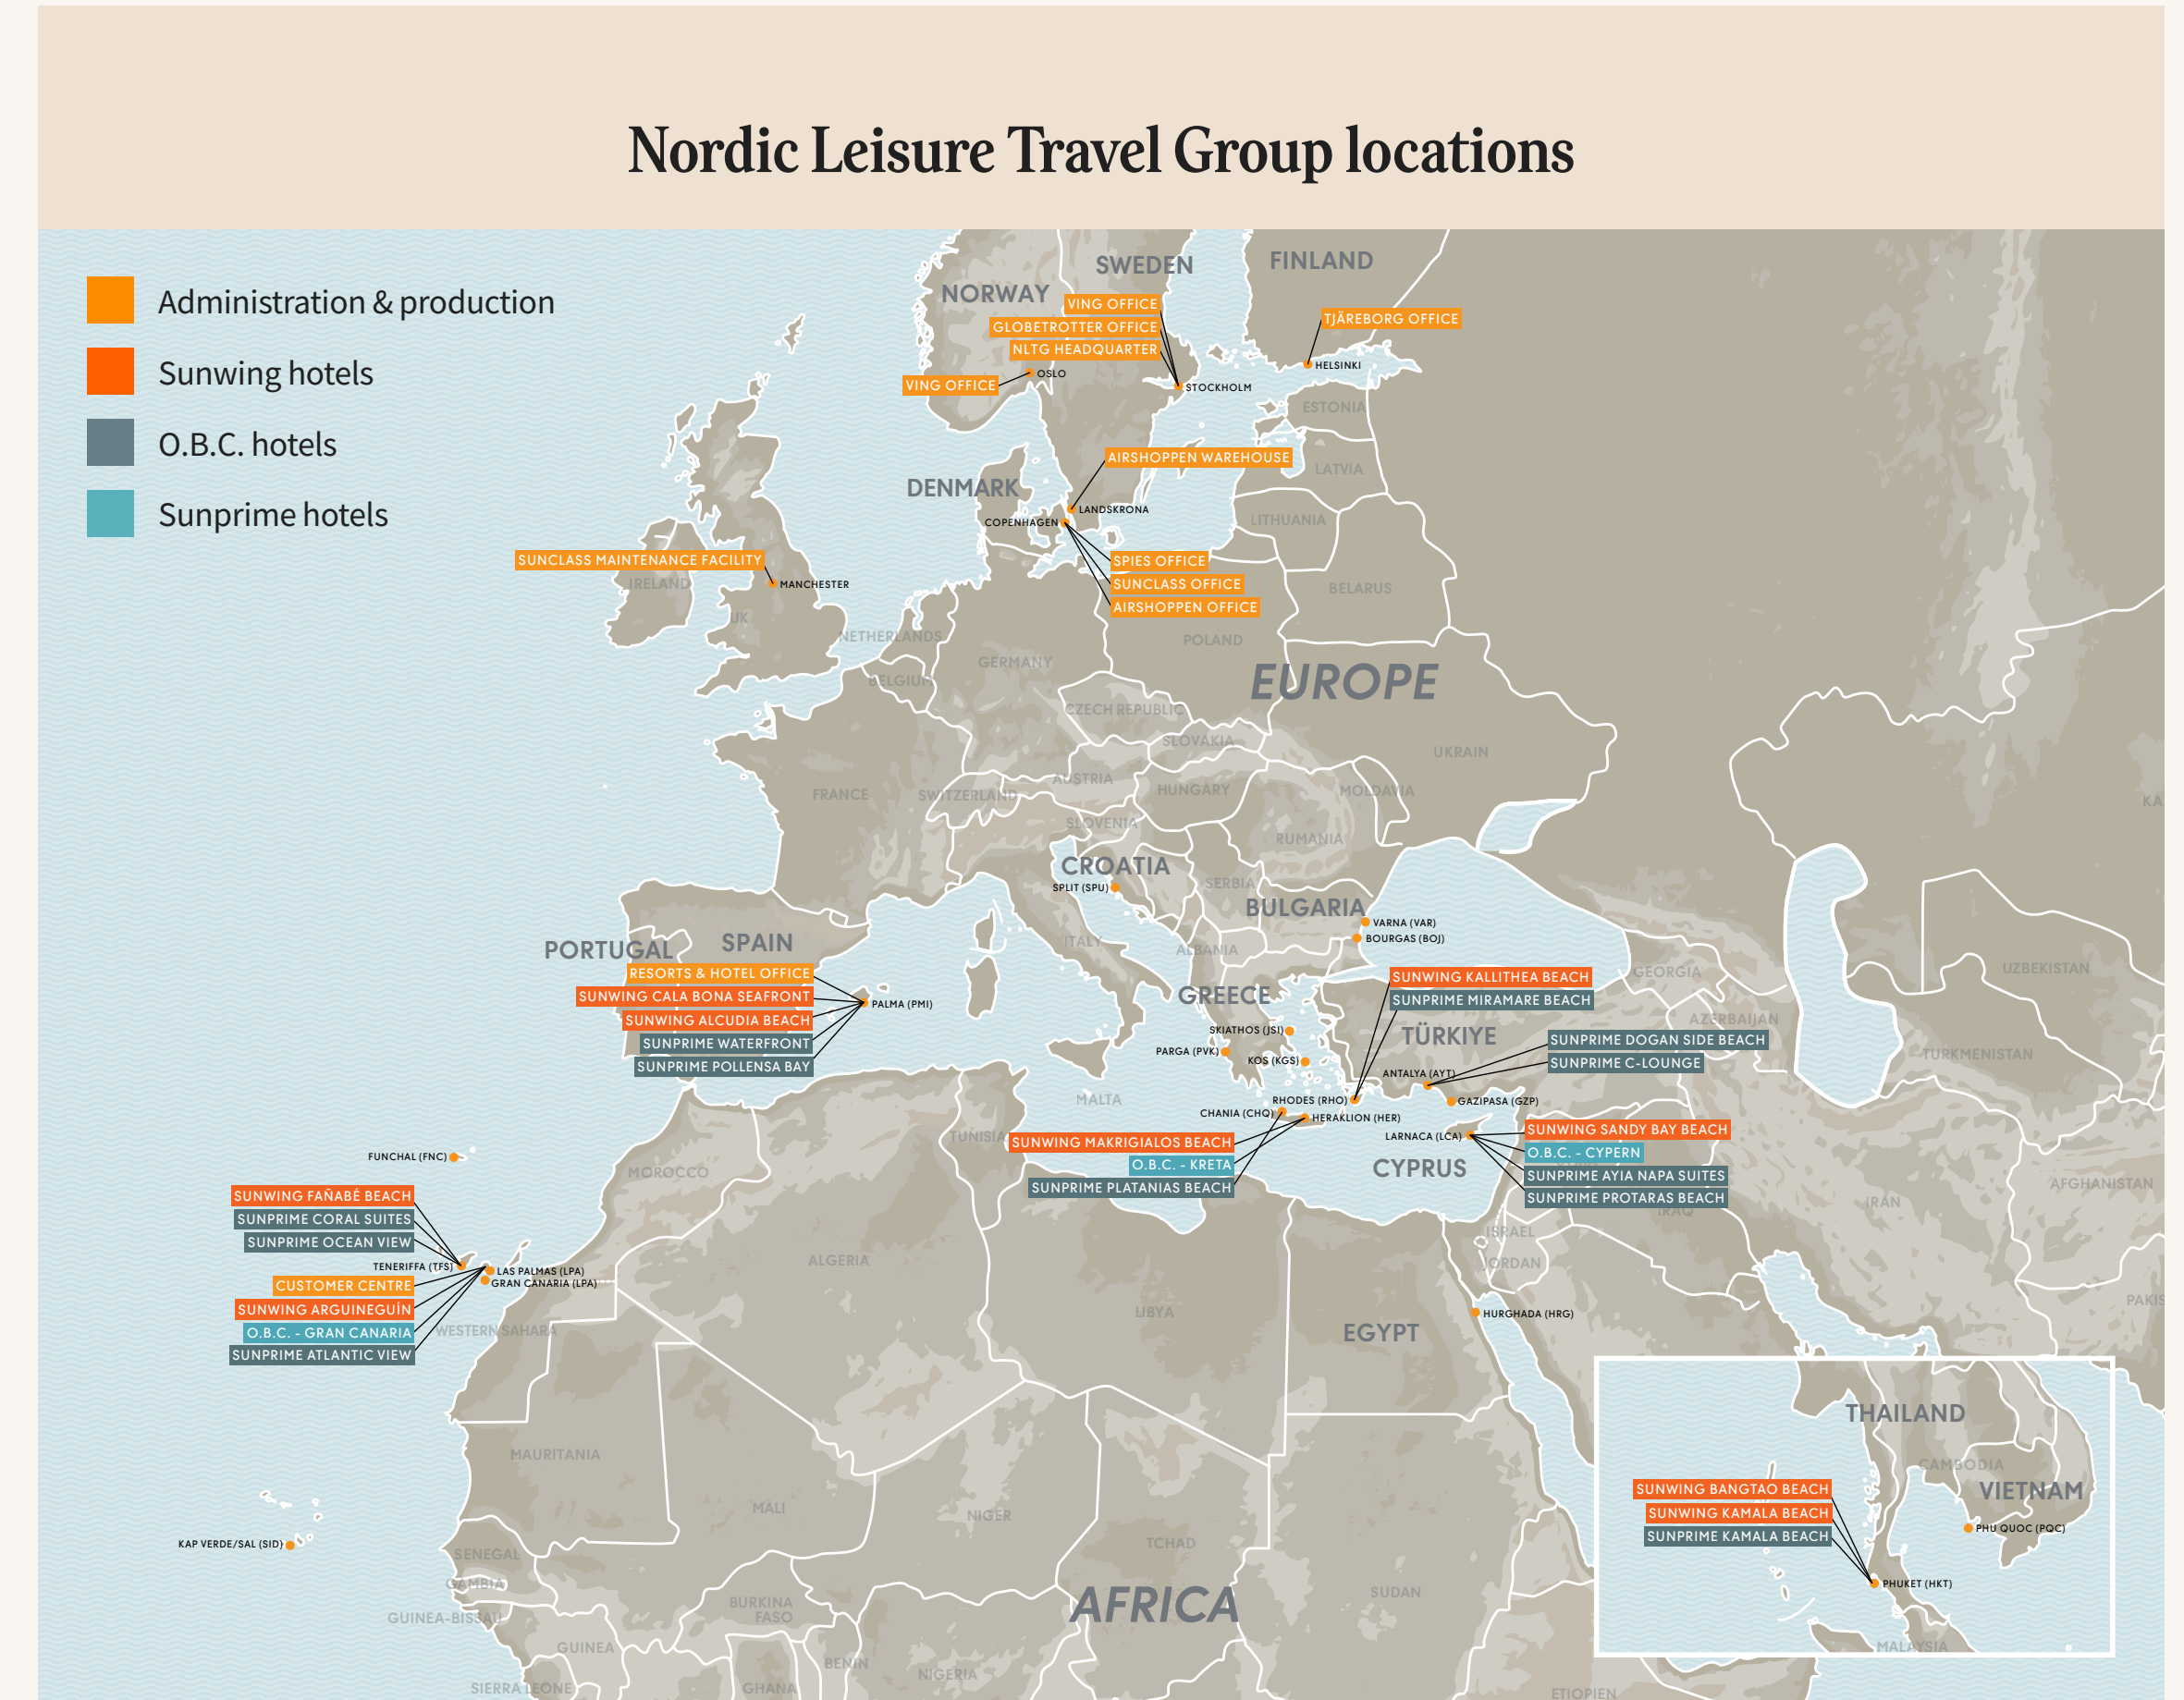 Nordic Leisure Travel Group locations
Administration & production
Sunwing hotels
O.B.C. hotels
Sunprime hotels
SWEDEN
FINLAND
NORWAY
VING OFFICE
GLOBETROTTER OFFICE
NLTG HEADQUARTER
TJÄREBORG OFFICE
HELSINKI
OSLO
VING OFFICE
STOCKHOLM
ESTONIA
AIRSHOPPEN WAREHOUSE
LATVIA
DENMARK
LANDSKRONA
COPENHAGEN
LITHUANIA
SUNCLASS MAINTENANCE FACILITY
SPIES OFFICE
SUNCLASS OFFICE
AIRSHOPPEN OFFICE
IRELAND
MANCHESTER
BELARUS
UK
NETHERLANDS
POLAND
GERMANY
BELGIUM
EUROPE
CZECH REPUBLIC
SLOVAKIA
UKRAIN
AUSTRIA
FRANCE
SWITZERLAND
HUNGARY
MOLDAVIA
KA
SLOVENIA
RUMANIA
CROATIA
SPLIT (SPU)
SERBIA
BULGARIA
VARNA (VAR)
BOURGAS (BOJ)
PORTUGAL
SPAIN
ITALY
ALBANIA
RESORTS & HOTEL OFFICE
SUNWING CALA BONA SEAFRONT
SUNWING ALCUDIA BEACH
SUNPRIME WATERFRONT
SUNPRIME POLLENSA BAY
PALMA (PMI)
SUNWING KALLITHEA BEACH
SUNPRIME MIRAMARE BEACH
GEORGIA
UZBEKISTAN
GREECE
AZERBAIJAN
SKIATHOS (JSI)
TÜRKIYE
SUNPRIME DOGAN SIDE BEACH
SUNPRIME C-LOUNGE
PARGA (PVK)
KOS (KGS)
TURKMENISTAN
ANTALYA (AYT)
MALTA
RHODES (RHO)
GAZIPASA (GZP)
CHANIA (CHQ)
HERAKLION (HER)
TUNISIA
SUNWING MAKRIGIALOS BEACH
O.B.C. - KRETA
SUNPRIME PLATANIAS BEACH
LARNACA (LCA)
SUNWING SANDY BAY BEACH
O.B.C. - CYPERN
SUNPRIME AYIA NAPA SUITES
SUNPRIME PROTARAS BEACH
CYPRUS
FUNCHAL (FNC)
MOROCCO
AFGHANISTAN
IRAN
IRAQ
SUNWING FAÑABÉ BEACH
SUNPRIME CORAL SUITES
SUNPRIME OCEAN VIEW
ISRAEL
JORDAN
ALGERIA
TENERIFFA (TFS)
LAS PALMAS (LPA)
GRAN CANARIA (LPA)
CUSTOMER CENTRE
SUNWING ARGUINEGUÍN
O.B.C. - GRAN CANARIA
SUNPRIME ATLANTIC VIEW
WESTERN SAHARA
LIBYA
EGYPT
HURGHADA (HRG)
PAKIS
THAILAND
MAURITANIA
CAMBODIA
VIETNAM
SUNWING BANGTAO BEACH
SUNWING KAMALA BEACH
SUNPRIME KAMALA BEACH
PHU QUOC (PQC)
PHUKET (HKT)
MALAYSIA
MALI
NIGER
TCHAD
KAP VERDE/SAL (SID)
SENEGAL
GAMBIA
GUINEA-BISSAU
BURKINA
FASO
AFRICA
SUDAN
GUINEA
BENIN
NIGERIA
SIERRA LEONE
GHANA
ETIOPIEN